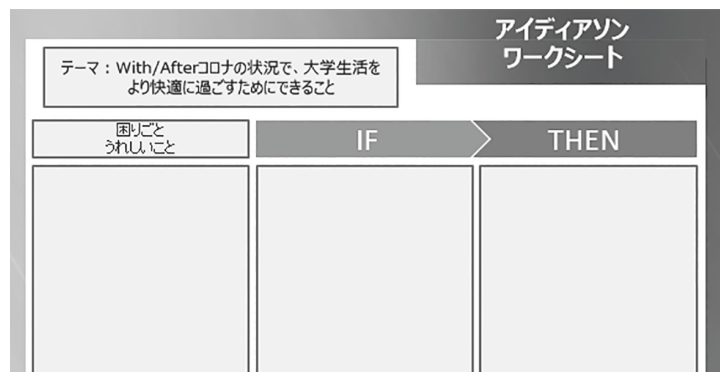 アイディアソン
ワークシート
テーマ：With/Afterコロナの状況で、大学生活を
より快適に過ごすためにできること
困りごと
うれしいこと
IF
THEN